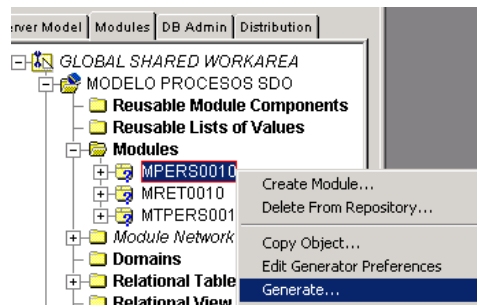 erver Model Modules DB Admin Distribution
GLOBAL SHARED WORKAREA
MODELO PROCESOS SDO
Reusable Module Components
Reusable Lists of Values
Modules
MPERS0010
MRET0010
MTPERS001
Module Network
Domains
Relational Table
Relational View
Create Module...
Delete From Repository...
Copy Object...
Edit Generator Preferences
Generate...